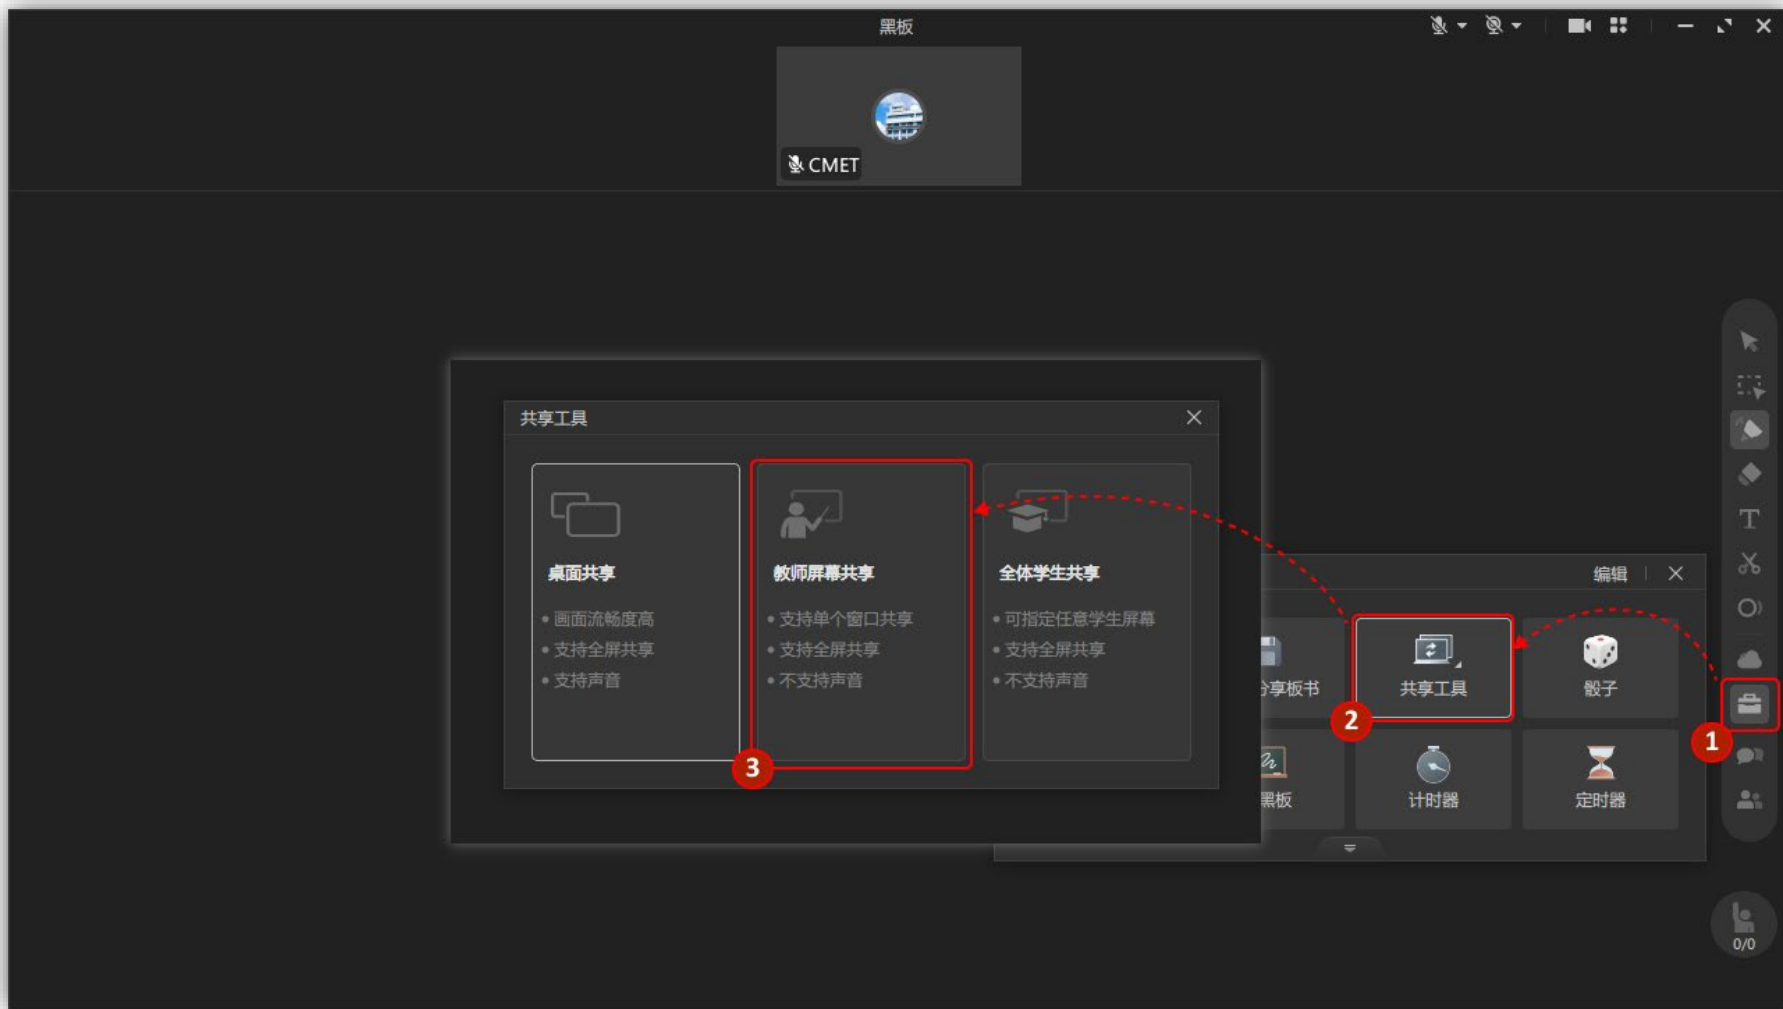 黑板
CMET
共享工具
桌面共享
• 画面流畅度高
• 支持全屏共享
• 支持声音
教师屏幕共享
• 支持单个窗口共享
• 支持全屏共享
• 不支持声音
全体学生共享
• 可指定任意学生屏幕
• 支持全屏共享
• 不支持声音
3
编辑
分享板书
共享工具
骰子
2
1
黑板
计时器
定时器
T
0/0